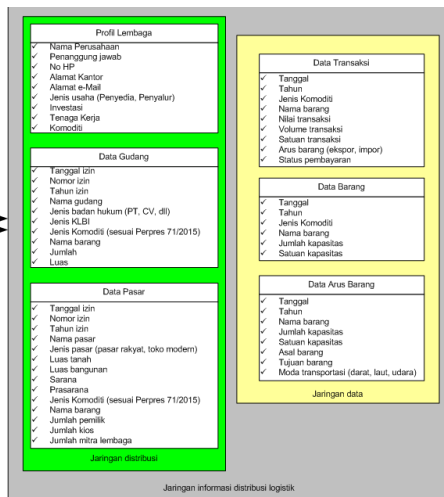 Profil Lembaga
✓ Nama Perusahaan
✓ Penanggung jawab
✓ No HP
✓ Alamat Kantor
✓ Alamat e-Mail
✓ Jenis usaha (Penyedia, Penyalur)
✓ Investasi
✓ Tenaga Kerja
✓ Komoditi
Data Gudang
✓ Tanggal izin
✓ Nomor izin
✓ Tahun izin
✓ Nama gudang
✓ Jenis badan hukum (PT, CV, dll)
✓ Jenis KLBI
✓ Jenis Komoditi (sesuai Perpres 71/2015)
✓ Nama barang
✓ Jumlah
✓ Luas
Data Pasar
✓ Tanggal izin
✓ Nomor izin
✓ Tahun izin
✓ Nama pasar
✓ Jenis pasar (pasar rakyat, toko modern)
✓ Luas tanah
✓ Luas bangunan
✓ Sarana
✓ Prasarana
✓ Jenis Komoditi (sesuai Perpres 71/2015)
✓ Nama barang
✓ Jumlah pemilik
✓ Jumlah kios
✓ Jumlah mitra lembaga
Jaringan distribusi
Data Transaksi
✓ Tanggal
✓ Tahun
✓ Jenis Komoditi
✓ Nama barang
✓ Nilai transaksi
✓ Volume transaksi
✓ Satuan transaksi
✓ Arus barang (ekspor, impor)
✓ Status pembayaran
Data Barang
✓ Tanggal
✓ Tahun
✓ Jenis Komoditi
✓ Nama barang
✓ Jumlah kapasitas
✓ Satuan kapasitas
Data Arus Barang
✓ Tanggal
✓ Tahun
✓ Nama barang
✓ Jumlah kapasitas
✓ Satuan kapasitas
✓ Asal barang
✓ Tujuan barang
✓ Moda transportasi (darat, laut, udara)
Jaringan data
Jaringan informasi distribusi logistik